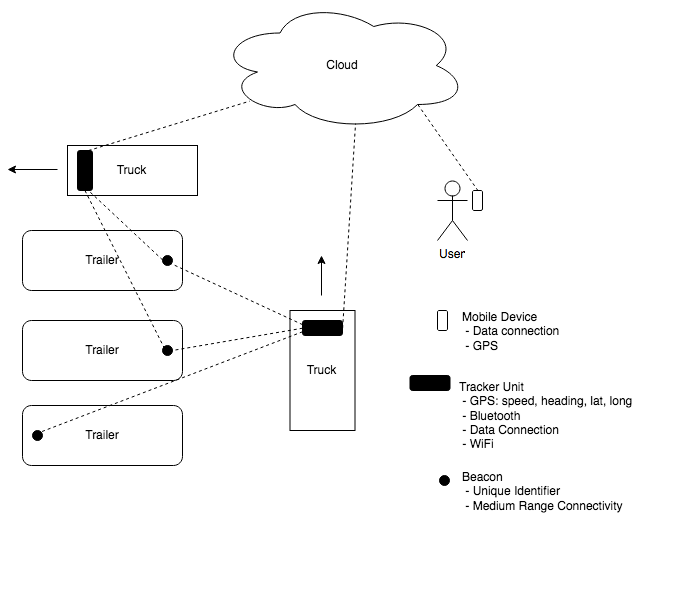 Cloud
Truck
Trailer
User
Trailer
Truck
Trailer
Mobile Device
- Data connection
- GPS
Tracker Unit
- GPS: speed, heading, lat, long
- Bluetooth
- Data Connection
- WiFi
Beacon
- Unique Identifier
- Medium Range Connectivity